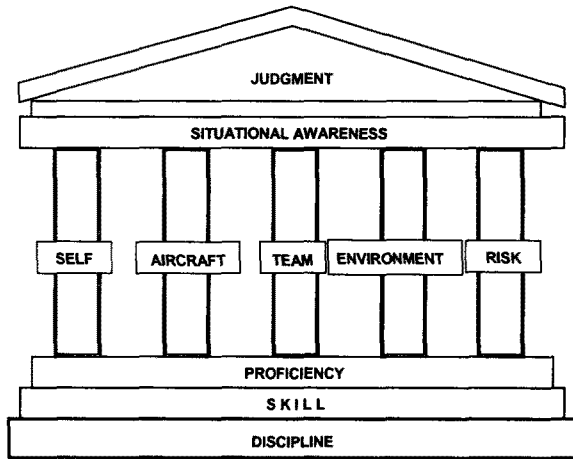 JUDGMENT
SITUATIONAL AWARENESS
SELF AIRCRAFT TEAM ENVIRONMENT RISK
PROFICIENCY
SKILL
DISCIPLINE